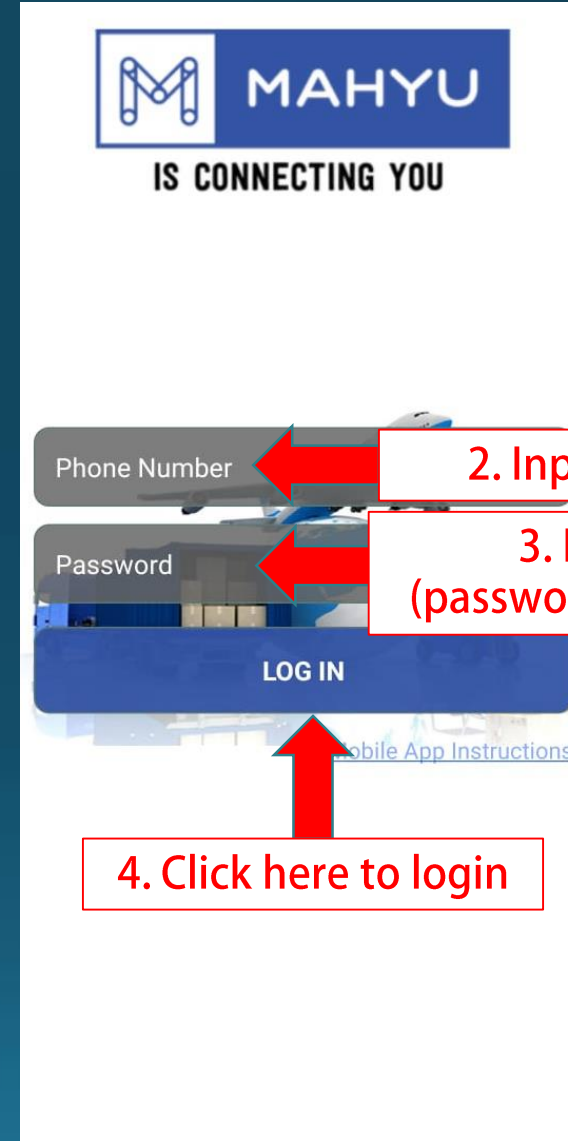 MAHYU
IS CONNECTING YOU
Phone Number
2. Inp
Password
3.
(passwo
LOG IN
obile App Instructions
4. Click here to login